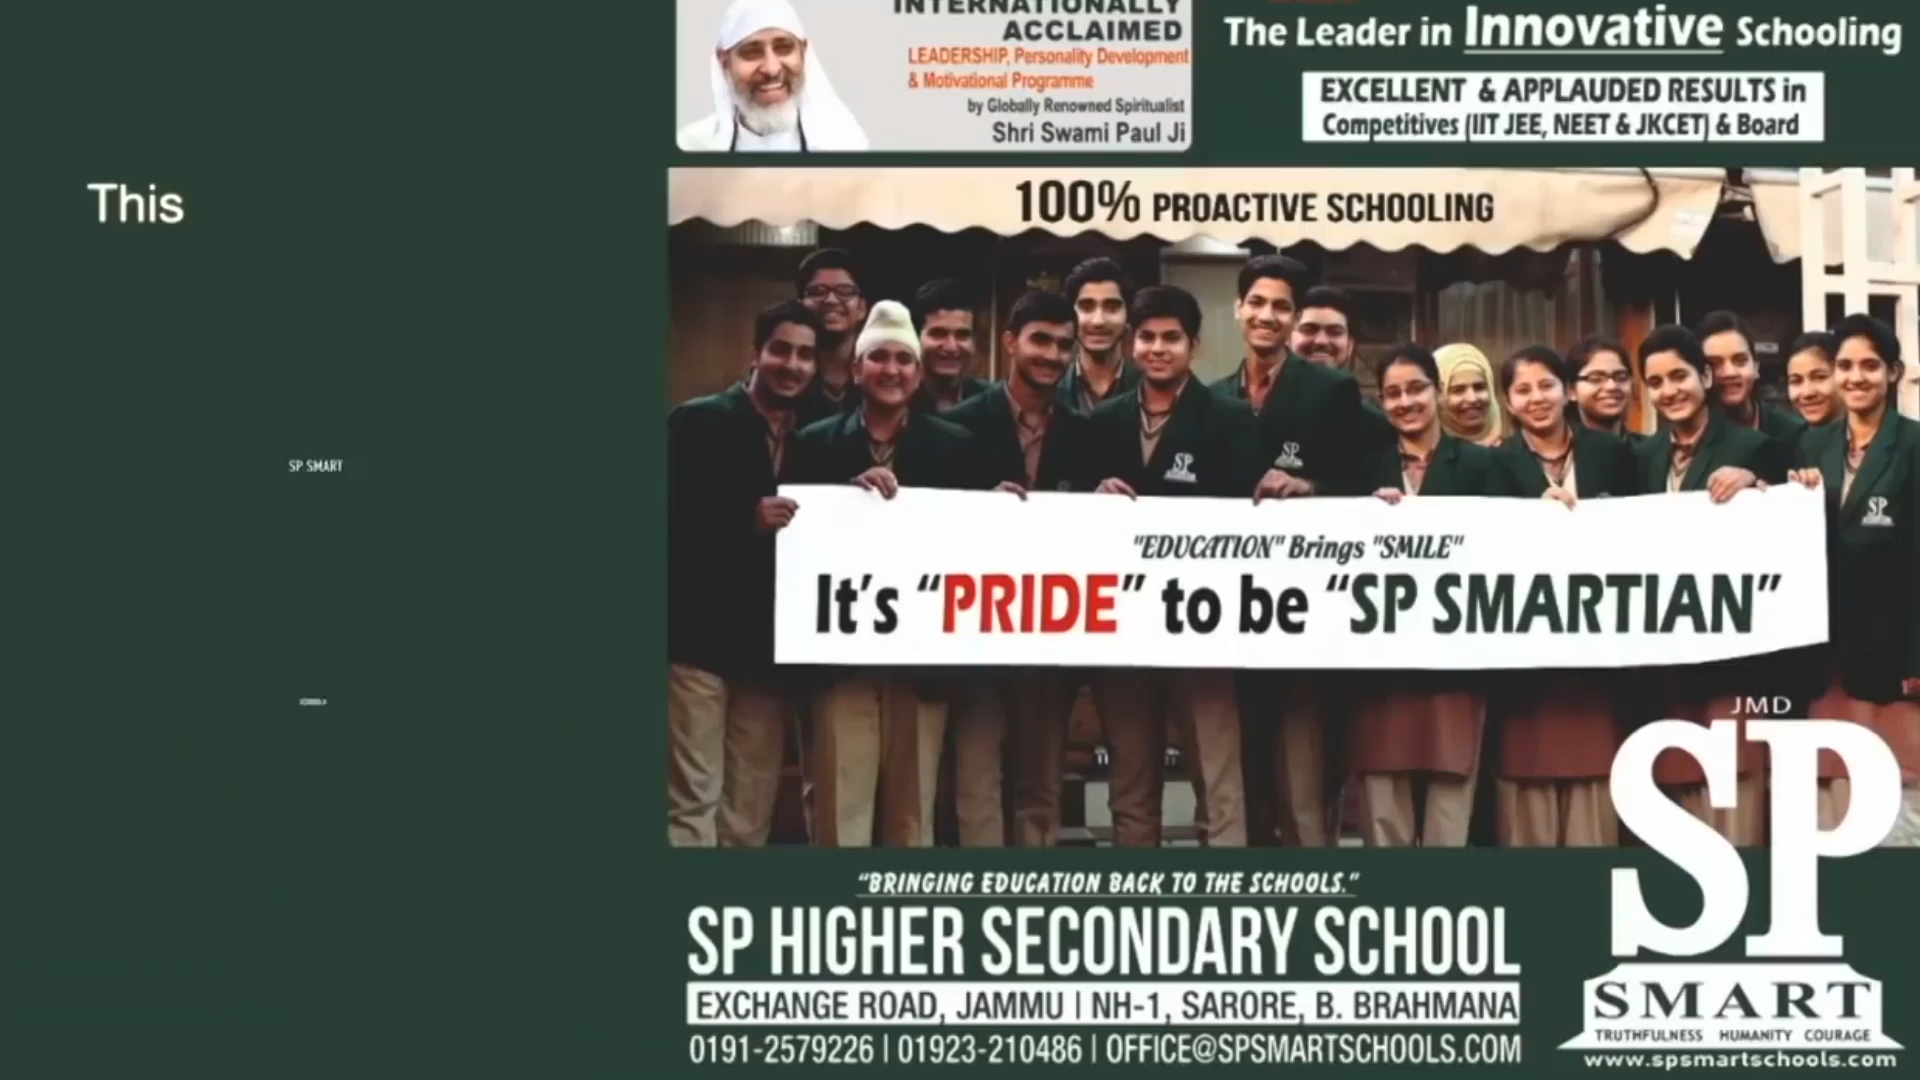 This
SP SMART
INTERNATIONALLY
ACCLAIMED
LEADERSHIP, Personality Development
& Motivational Programme
by Globally Renowned Spiritualist
Shri Swami Paul Ji
The Leader in Innovative Schooling
EXCELLENT & APPLAUDED RESULTS in
Competitives (IIT JEE, NEET & JKCET) & Board
100% PROACTIVE SCHOOLING
SP
SP
SP
"EDUCATION" Brings "SMILE"
It's “PRIDE” to be “SP SMARTIAN”
“BRINGING EDUCATION BACK TO THE SCHOOLS.”
SP HIGHER SECONDARY SCHOOL
EXCHANGE ROAD, JAMMU | NH-1, SARORE, B. BRAHMANA
0191-2579226 | 01923-210486 | OFFICE@SPSMARTSCHOOLS.COM
JMD
SP
SMART
TRUTHFULNESS HUMANITY COURAGE
www.spsmartschools.com